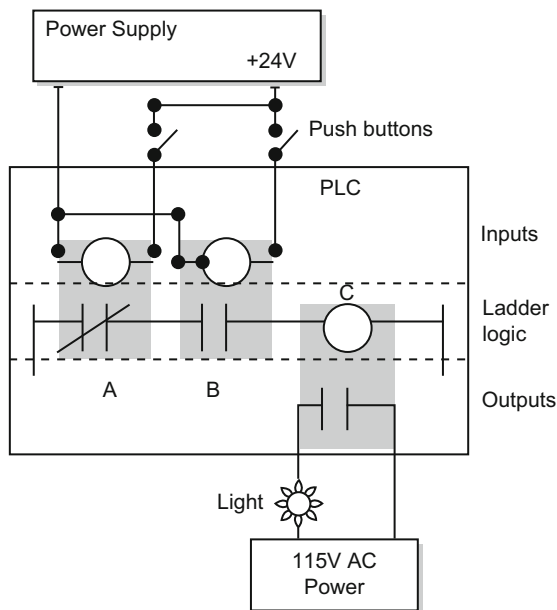 Power Supply
+24V
Push buttons
PLC
Inputs
C
Ladder
logic
A B
Outputs
Light
115V AC
Power